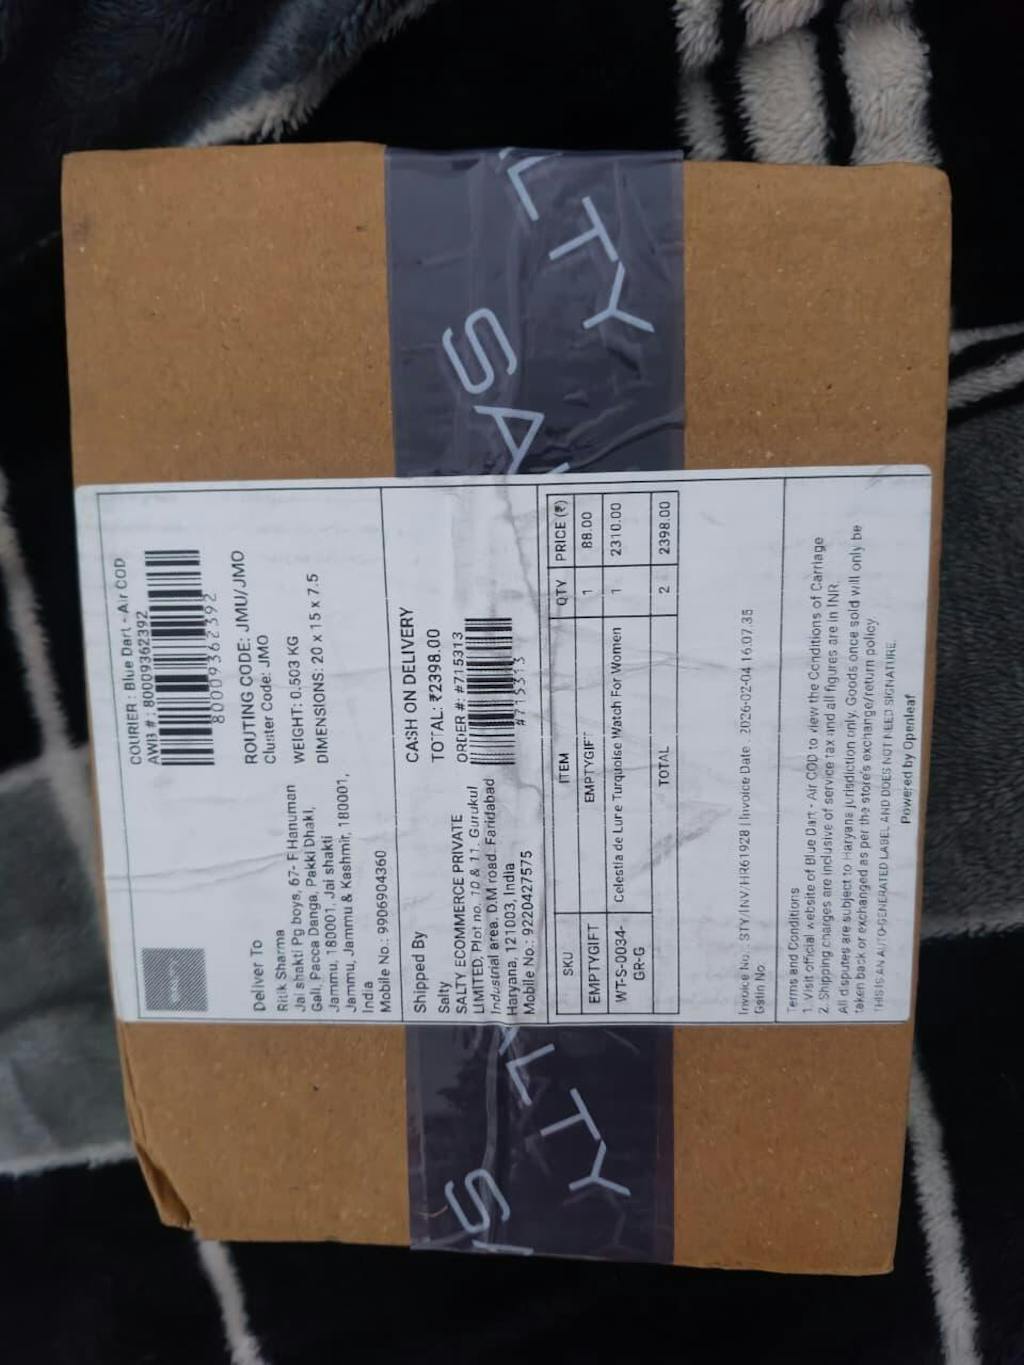 SALTY
SAL
COURIER : Blue Dart - Air COD
AWB # : 80009362392
80009362392
Deliver To
Ritik Sharma
Jai shakti Pg boys, 67- F Hanuman
Gali, Pacca Danga, Pakki Dhaki,
Jammu, 180001, Jai shakti
Jammu, Jammu & Kashmir, 180001,
India
Mobile No.: 9906904360
ROUTING CODE: JMU/JMO
Cluster Code: JMO
WEIGHT: 0.503 KG
DIMENSIONS: 20 x 15 x 7.5
Shipped By
Salty
SALTY ECOMMERCE PRIVATE
LIMITED, Plot no. 10 & 11. Gurukul
Industrial area. D.M road. Faridabad
Haryana, 121003, India
Mobile No.: 9220427575
CASH ON DELIVERY
TOTAL: ₹2398.00
ORDER #: #715313
#715313
SKU ITEM QTY PRICE (₹)
EMPTYGIFT EMPTYGIFT 1 88.00
WT-S-0034-GR-G Celestia de Lure Turquoise Watch For Women 1 2310.00
TOTAL 2 2398.00
Invoice No.: STY/INV/HR61928 | Invoice Date : 2026-02-04 16:07:35
Gstin No
Terms and Conditions
1. Visit official website of Blue Dart - Air COD to view the Conditions of Carriage
2. Shipping charges are inclusive of service tax and all figures are in INR.
All disputes are subject to Haryana jurisdiction only. Goods once sold will only be
taken back or exchanged as per the store's exchange/return policy.
THIS IS AN AUTO-GENERATED LABEL AND DOES NOT NEED SIGNATURE.
Powered by Openleaf
ALTY
S